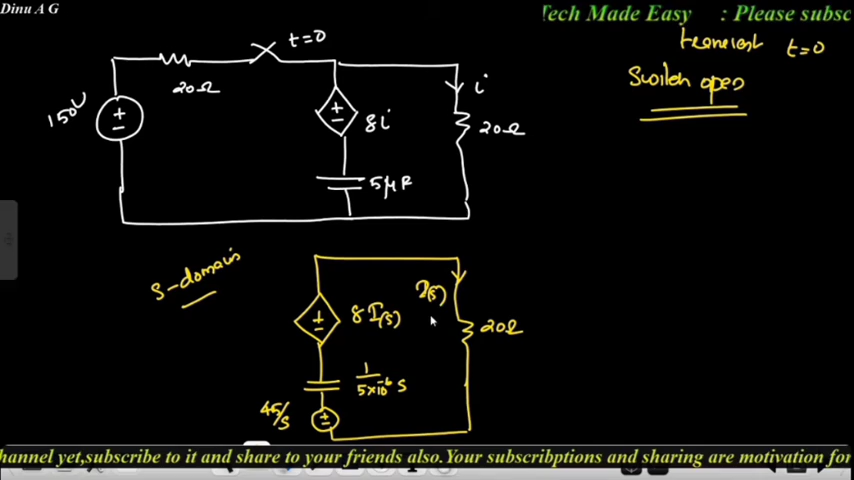 Dinu A G
Tech Made Easy : Please subsc
transient t=0
Switch open
t=0
20Ω
150V
+
-
+
-
8i
i
20Ω
5μF
S-domain
I(s)
+
-
8I(s)
20Ω
1
5×10⁻⁶ S
45/s
+
-
hannel yet,subscribe to it and share to your friends also.Your subscribptions and sharing are motivation for